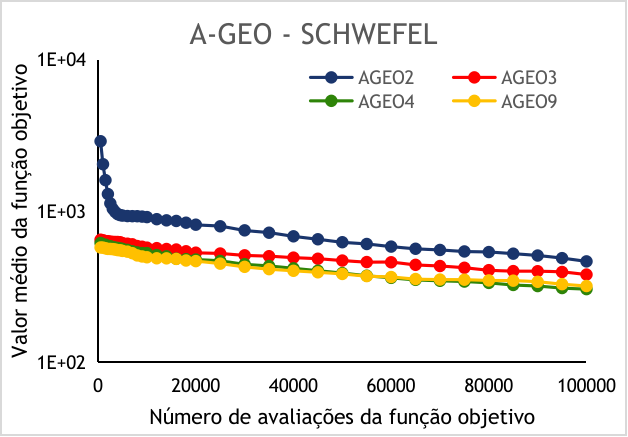 A-GEO - SCHWEFEL
AGEO2
AGEO3
AGEO4
AGEO9
Valor médio da função objetivo
1E+04
1E+03
1E+02
0
20000
40000
60000
80000
100000
Número de avaliações da função objetivo